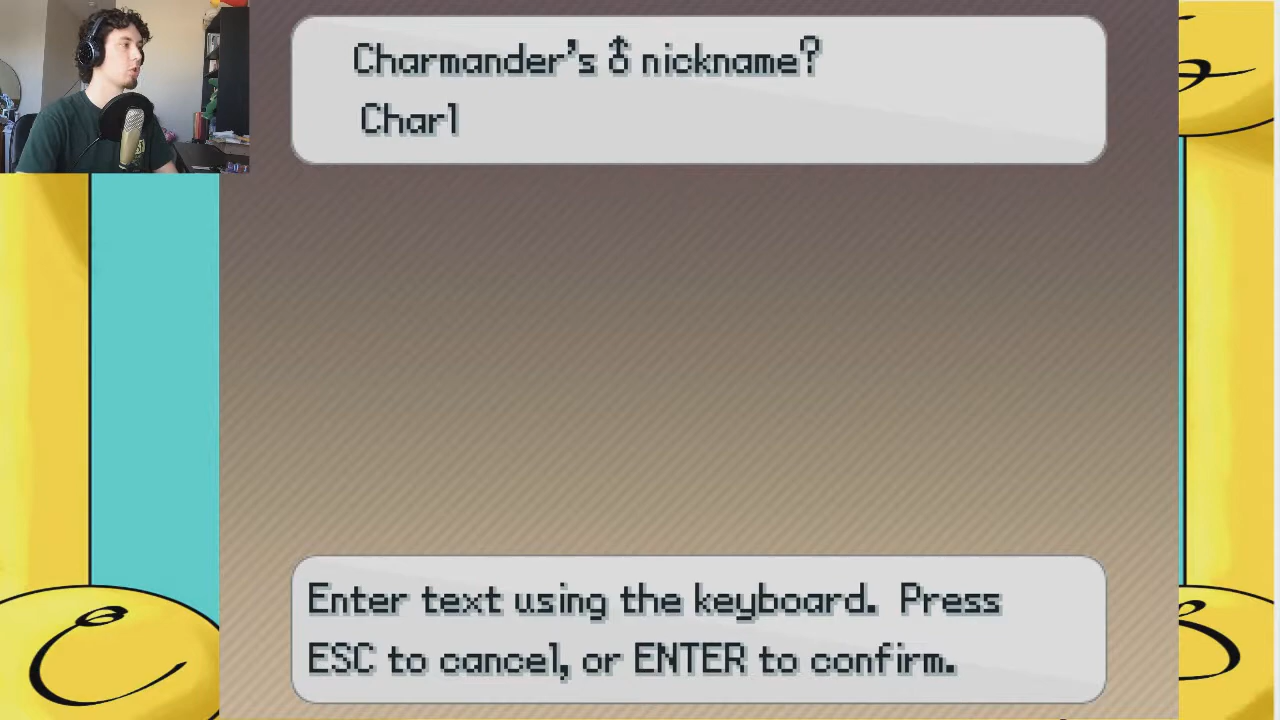 Charmander's ♂ nickname?
Charl
Enter text using the keyboard. Press
ESC to cancel, or ENTER to confirm.